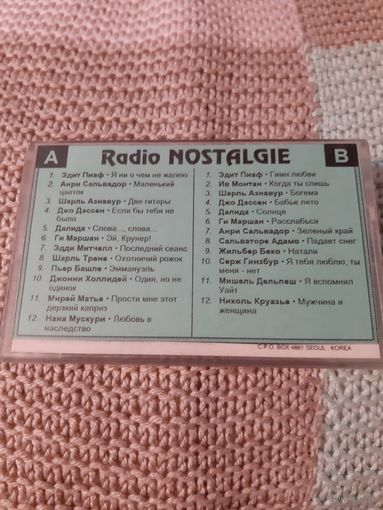 A Radio NOSTALGIE B
1. Эдит Пиаф • Я ни о чем не жалею
2. Анри Сальвадор • Маленький
цветок
3. Шарль Азнавур • Две гитары
4. Джо Дассен • Если бы тебя не
было
5. Далида • Слова..., слова...
6. Ги Маршан • Эй, Крунер!
7. Эдди Митчелл • Последний сеанс
8. Шарль Трене • Охотничий рожок
9. Пьер Башле • Эммануэль
10. Джонни Холлидей • Один, но не
одинок
11. Мирей Матье • Прости мне этот
дерзкий каприз
12. Нана Мускури • Любовь в
наследство
1. Эдит Пиаф • Гимн любви
2. Ив Монтан • Когда ты спишь
3. Шарль Азнавур • Богема
4. Джо Дассен • Бабье лето
5. Далида • Солнце
6. Ги Маршан • Расслабься
7. Анри Сальвадор • Зеленый край
8. Сальваторе Адамо • Падает снег
9. Жильбер Беко • Натали
10. Серж Гинзбур • Я тебя люблю, ты
меня - нет
11. Мишель Дельпеш • Я вспомнил
Уайт
12. Николь Круазье • Мужчина и
женщина
C.P.O. BOX 4861 SEOUL . KOREA